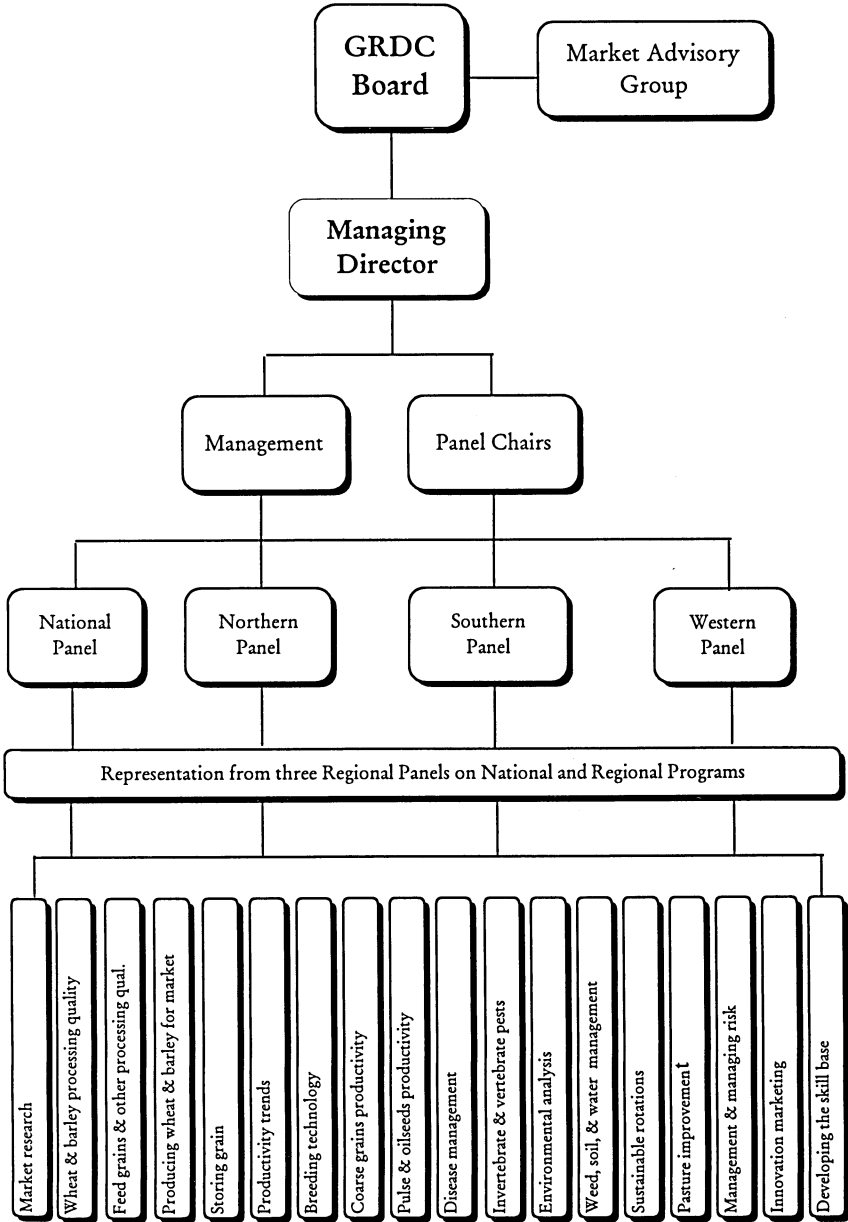 GRDC
Board
Market Advisory
Group
Managing
Director
Management
Panel Chairs
National
Panel
Northern
Panel
Southern
Panel
Western
Panel
Representation from three Regional Panels on National and Regional Programs
Market research
Wheat & barley processing quality
Feed grains & other processing qual.
Producing wheat & barley for market
Storing grain
Productivity trends
Breeding technology
Coarse grains productivity
Pulse & oilseeds productivity
Disease management
Invertebrate & vertebrate pests
Environmental analysis
Weed, soil, & water management
Sustainable rotations
Pasture improvement
Management & managing risk
Innovation marketing
Developing the skill base